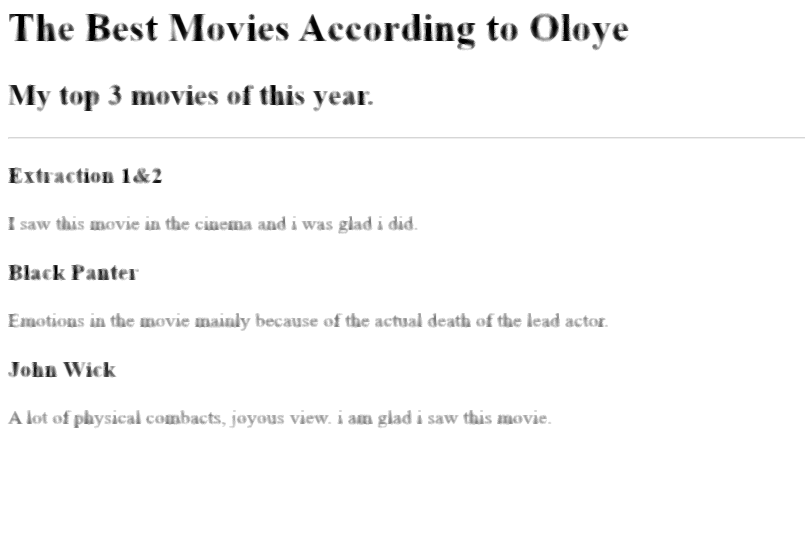 The Best Movies According to Oloye
My top 3 movies of this year.
Extraction 1&2
I saw this movie in the cinema and i was glad i did.
Black Panter
Emotions in the movie mainly because of the actual death of the lead actor.
John Wick
A lot of physical combacts, joyous view. i am glad i saw this movie.